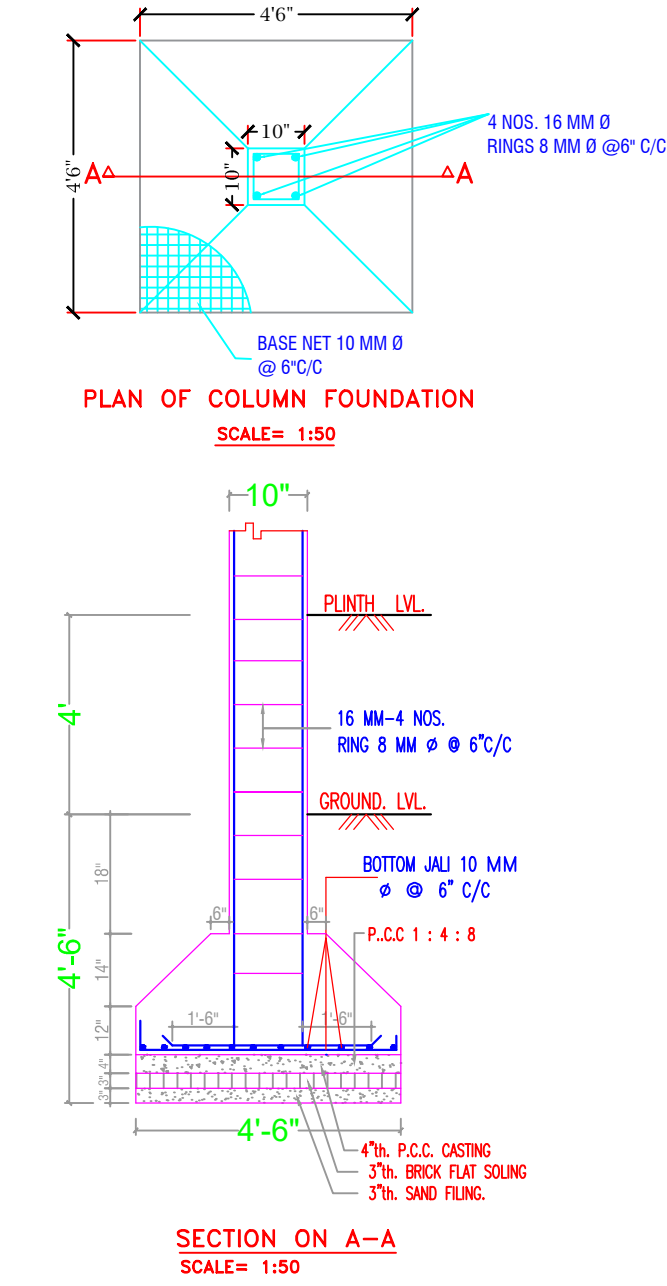 4'6"
4'6"
10"
10"
A
A
4 NOS. 16 MM Ø
RINGS 8 MM Ø @6" C/C
BASE NET 10 MM Ø
@ 6"C/C
PLAN OF COLUMN FOUNDATION
SCALE= 1:50
10"
PLINTH LVL.
4'
16 MM-4 NOS.
RING 8 MM Ø @ 6"C/C
GROUND. LVL.
18"
BOTTOM JALI 10 MM
Ø @ 6" C/C
6"
6"
P..C.C 1 : 4 : 8
4'-6"
14"
12"
1'-6"
1'-6"
4"
3"
3"
4'-6"
4"th. P.C.C. CASTING
3"th. BRICK FLAT SOLING
3"th. SAND FILING.
SECTION ON A-A
SCALE= 1:50